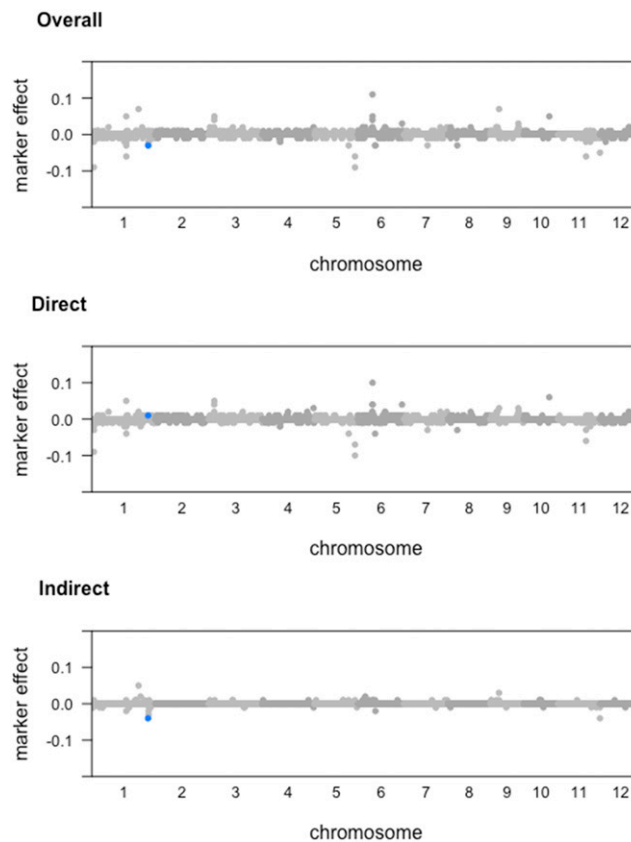 Overall
marker effect
0.1
0.0
-0.1
1 2 3 4 5 6 7 8 9 10 11 12
chromosome
Direct
marker effect
0.1
0.0
-0.1
1 2 3 4 5 6 7 8 9 10 11 12
chromosome
Indirect
marker effect
0.1
0.0
-0.1
1 2 3 4 5 6 7 8 9 10 11 12
chromosome